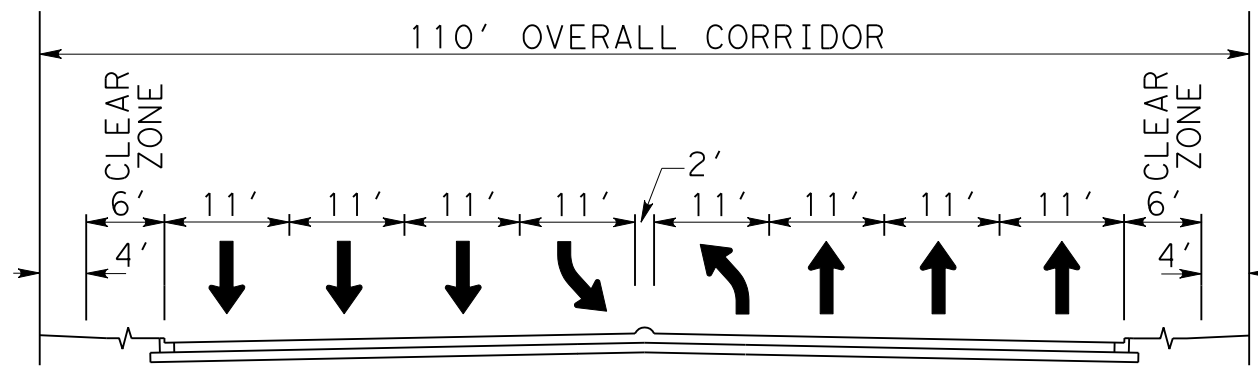 110' OVERALL CORRIDOR
CLEAR
ZONE
CLEAR
ZONE
2'
6' 11' 11' 11' 11' 11' 11' 11' 11' 6'
4' 4'